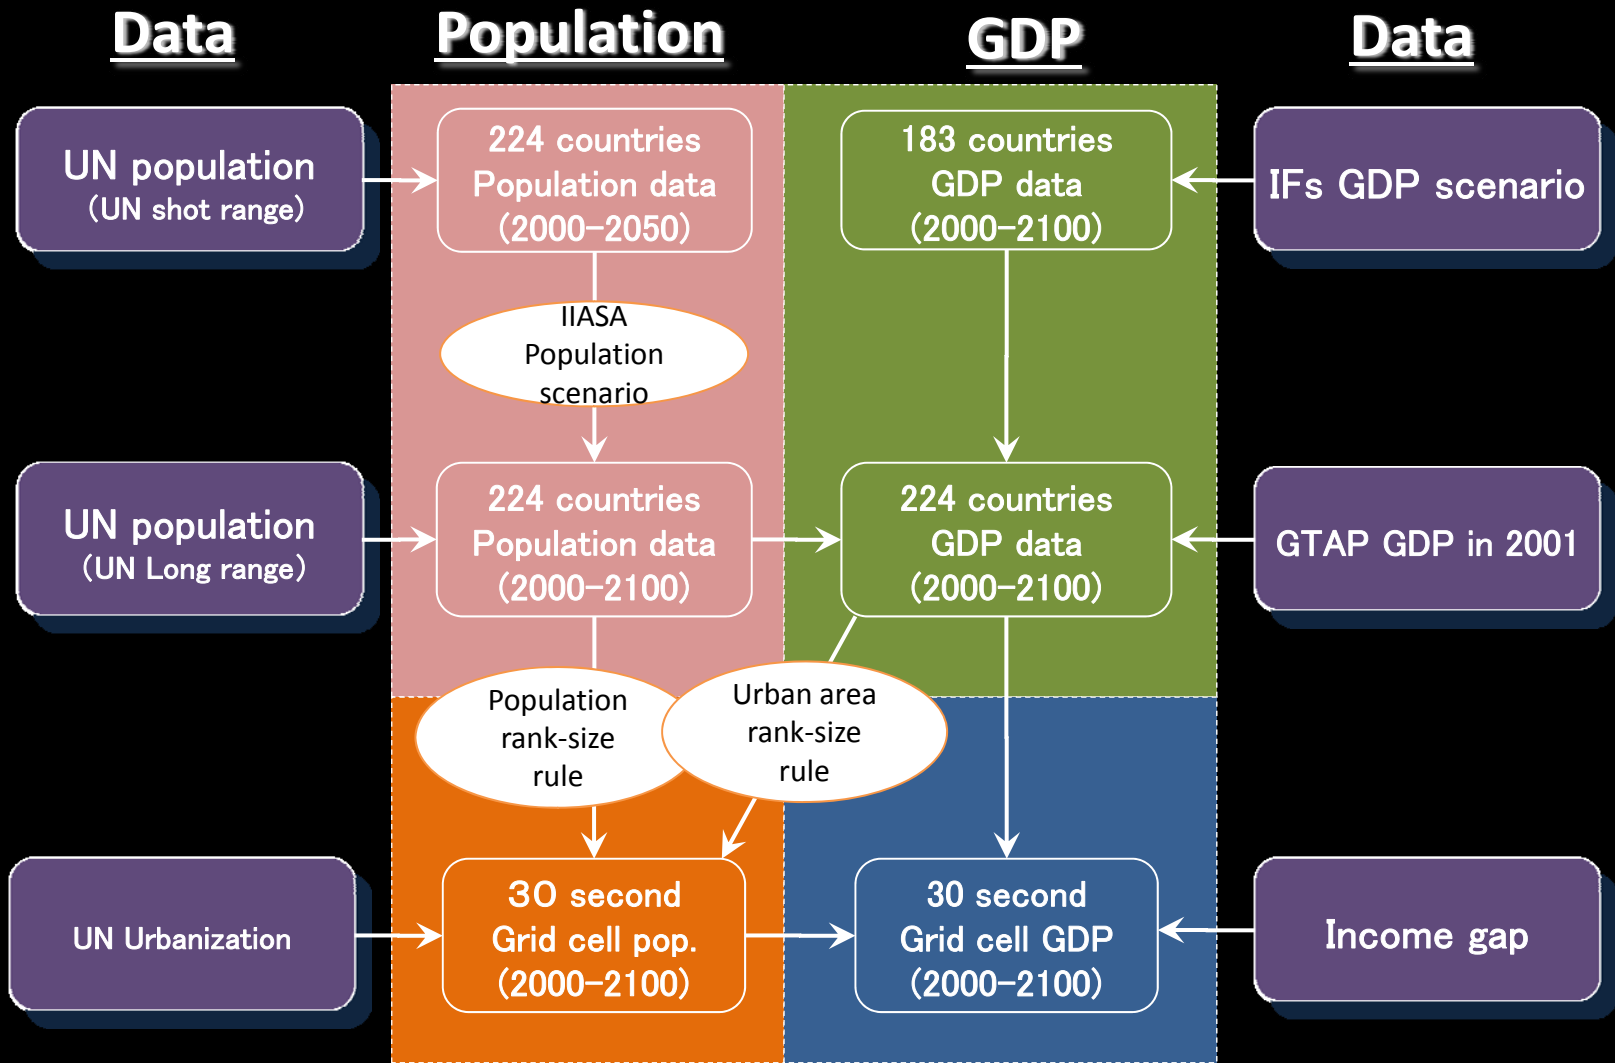 Data
Population
GDP
Data
UN population
(UN shot range)
224 countries
Population data
(2000-2050)
183 countries
GDP data
(2000-2100)
IFs GDP scenario
IIASA
Population
scenario
UN population
(UN Long range)
224 countries
Population data
(2000-2100)
224 countries
GDP data
(2000-2100)
GTAP GDP in 2001
Population
rank-size
rule
Urban area
rank-size
rule
UN Urbanization
30 second
Grid cell pop.
(2000-2100)
30 second
Grid cell GDP
(2000-2100)
Income gap